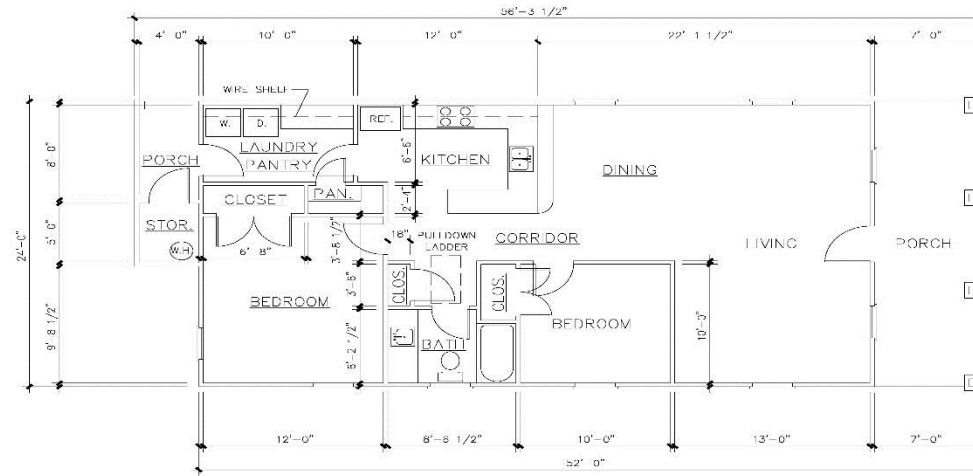 56'-3 1/2"
4' 0"
10' 0"
12' 0"
22' 1 1/2"
7' 0"
WIRE SHELF
W.
D.
REF.
LAUNDRY
PANTRY
KITCHEN
6'-6"
8' 0"
PORCH
DINING
CLOSET
PAN.
2'-4"
24'-0"
5' 0"
STOR.
W.H
6' 8"
3'-8 1/2"
18"
PULLDOWN
LADDER
CORRIDOR
LIVING
PORCH
BEDROOM
3'-6"
CLOS.
CLOS.
BEDROOM
9' 8 1/2"
6'-2 1/2"
BATH
10'-0"
12'-0"
8'-6 1/2"
10'-0"
13'-0"
7'-0"
52' 0"